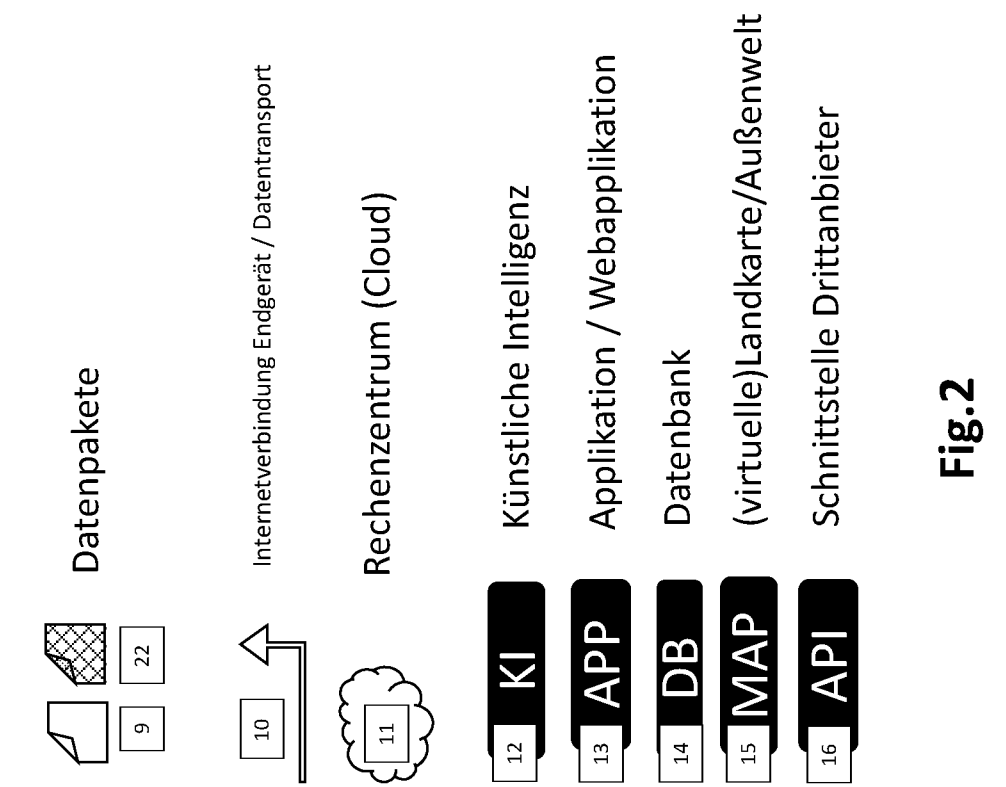 Datenpakete
9
22
10
Internetverbindung Endgerät / Datentransport
11
Rechenzentrum (Cloud)
12
KI
Künstliche Intelligenz
13
APP
Applikation / Webapplikation
14
DB
Datenbank
15
MAP
(virtuelle)Landkarte/Außenwelt
16
API
Schnittstelle Drittanbieter
Fig.2